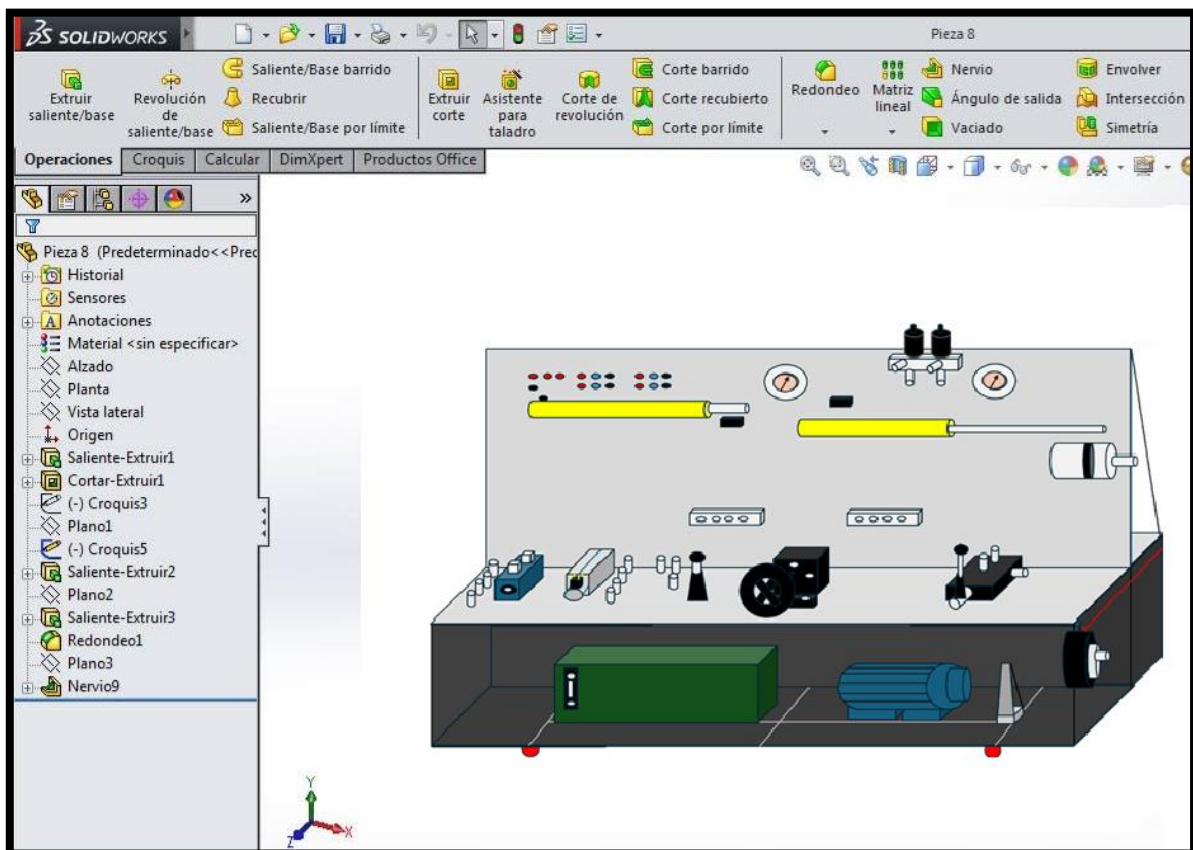 SOLIDWORKS
Pieza 8
Extruir saliente/base
Revolución de saliente/base
Saliente/Base barrido
Recubrir
Saliente/Base por límite
Extruir corte
Asistente para taladro
Corte de revolución
Corte barrido
Corte recubierto
Corte por límite
Redondeo
Matriz lineal
Nervio
Ángulo de salida
Vaciado
Envolver
Intersección
Simetría
Operaciones
Croquis
Calcular
DimXpert
Productos Office
Pieza 8 (Predeterminado<<Pred
Historial
Sensores
A Anotaciones
Material <sin especificar>
Alzado
Planta
Vista lateral
Origen
Saliente-Extruir1
Cortar-Extruir1
(-) Croquis3
Plano1
(-) Croquis5
Saliente-Extruir2
Plano2
Saliente-Extruir3
Redondeo1
Plano3
Nervio9
Y
X
Z